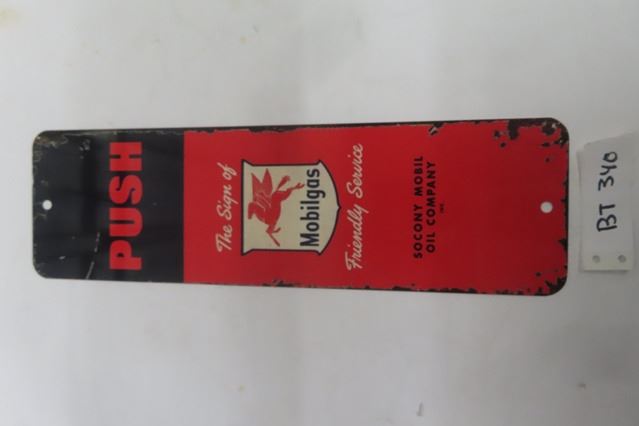 PUSH
The Sign of
Mobilgas
Friendly Service
SOCONY MOBIL
OIL COMPANY
INC.
BT 340